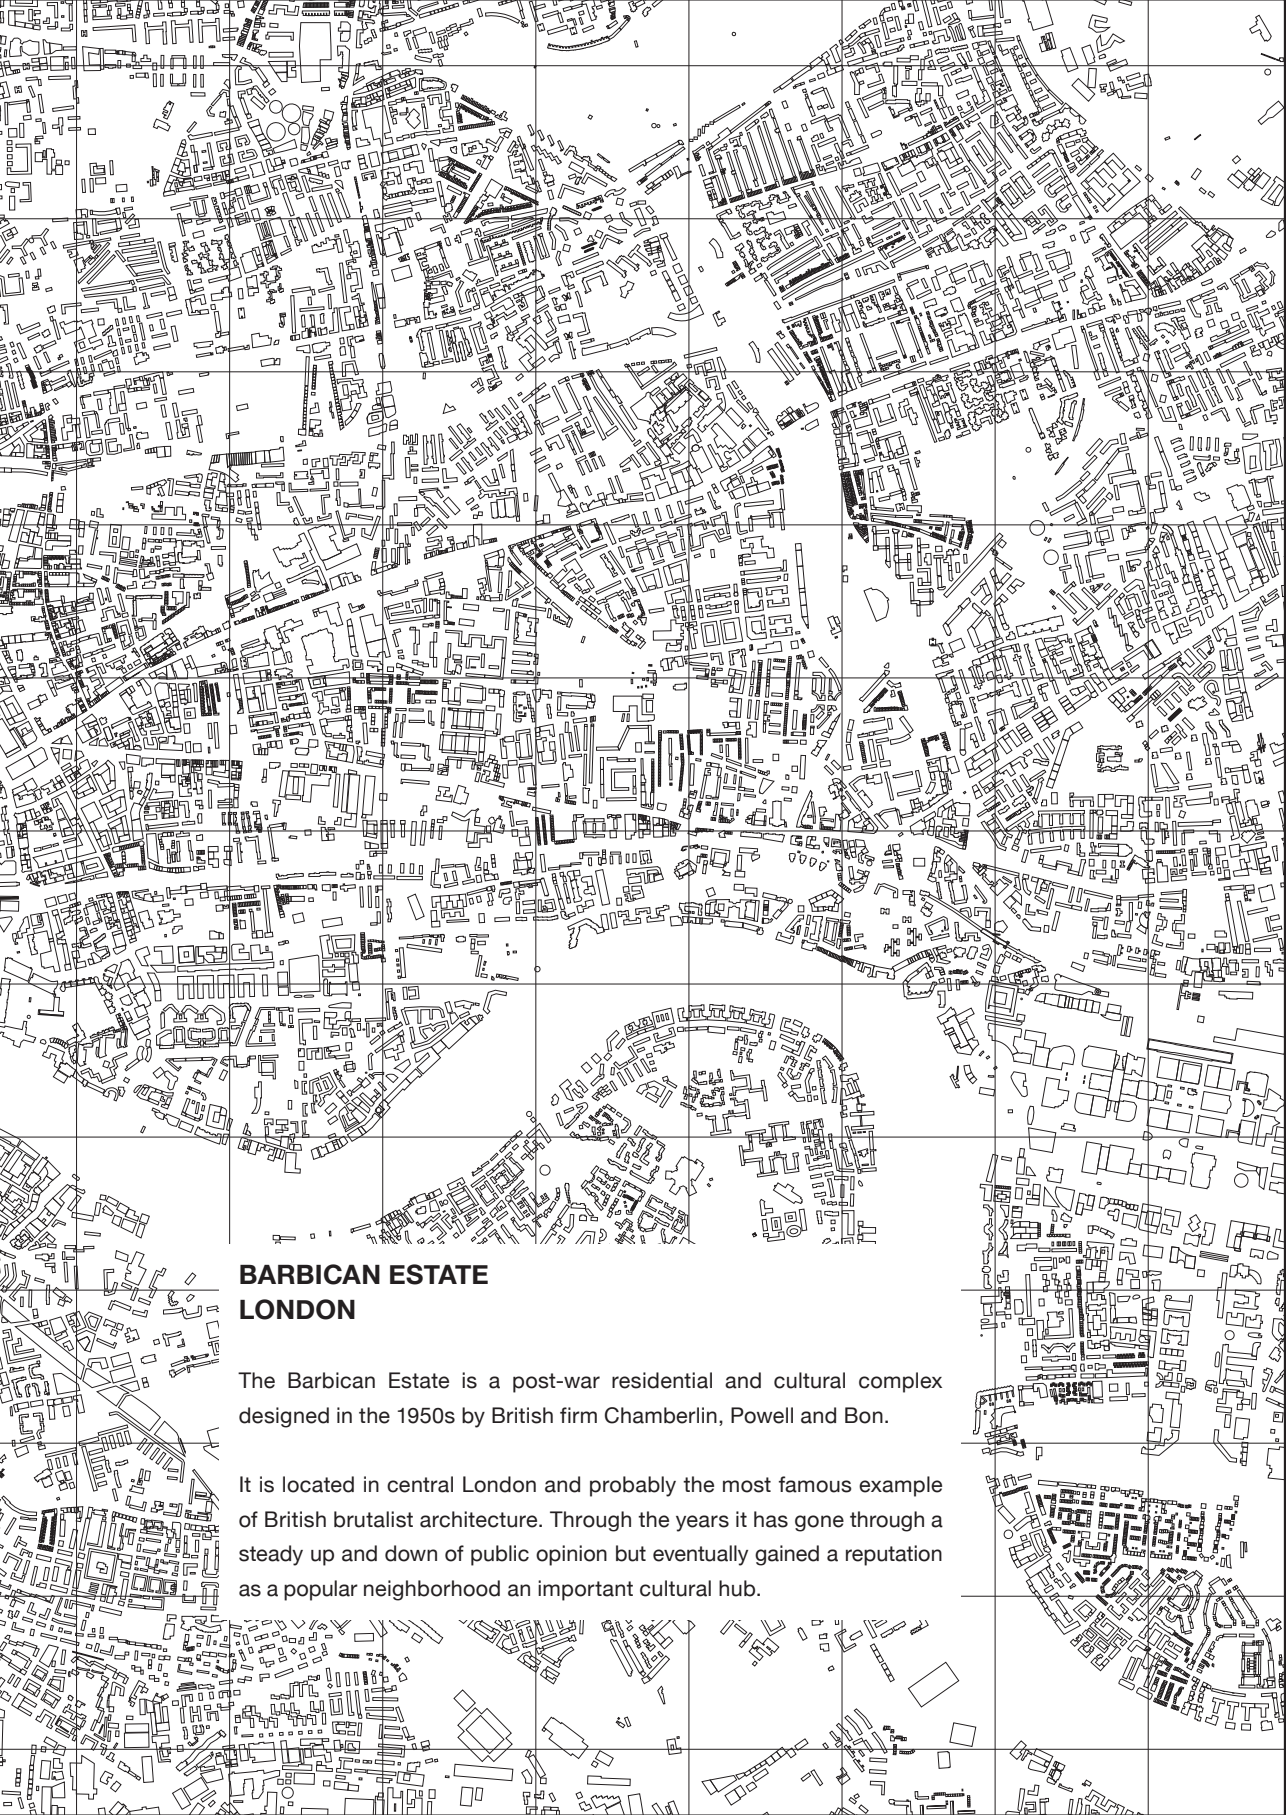 BARBICAN ESTATE
LONDON
The Barbican Estate is a post-war residential and cultural complex
designed in the 1950s by British firm Chamberlin, Powell and Bon.
It is located in central London and probably the most famous example
of British brutalist architecture. Through the years it has gone through a
steady up and down of public opinion but eventually gained a reputation
as a popular neighborhood an important cultural hub.